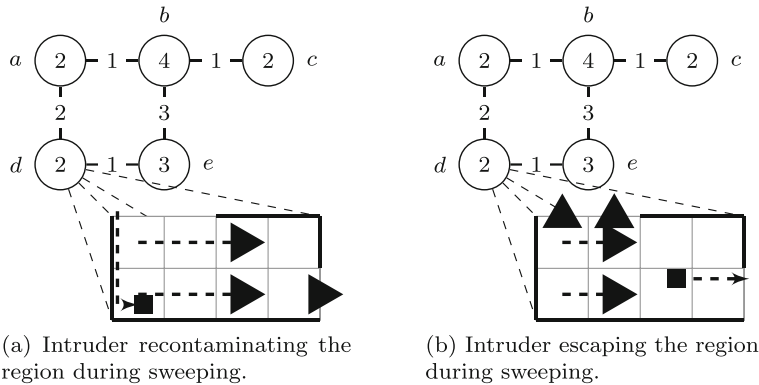 b
b
a 2 1 4 1 2 c
a 2 1 4 1 2 c
2 3
2 3
d 2 1 3 e
d 2 1 3 e
(a) Intruder recontaminating the
region during sweeping.
(b) Intruder escaping the region
during sweeping.